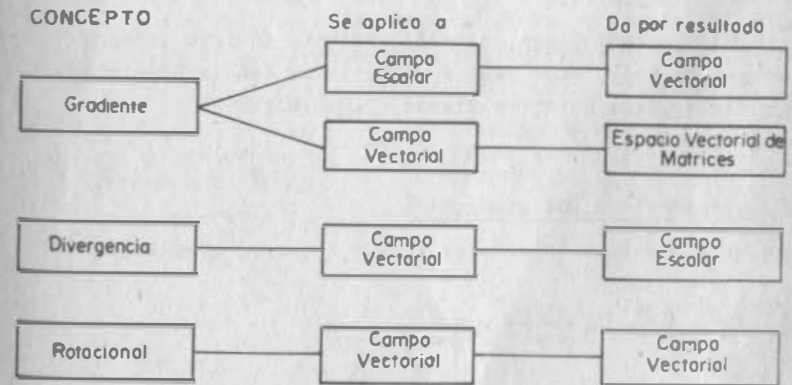 CONCEPTO
Se aplica a
Da por resultado
Gradiente
Campo
Escalar
Campo
Vectorial
Campo
Vectorial
Espacio Vectorial de
Matrices
Divergencia
Campo
Vectorial
Campo
Escalar
Rotacional
Campo
Vectorial
Campo
Vectorial